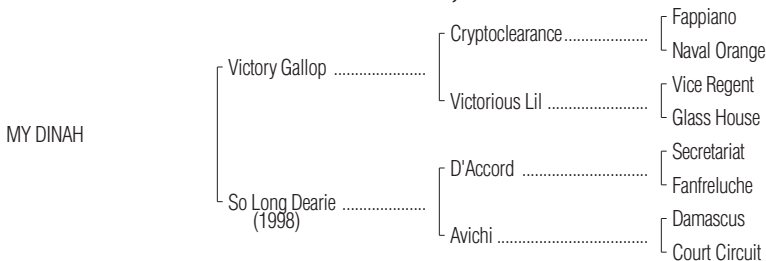 Fappiano
Cryptoclearance....................
Naval Orange
Victory Gallop ......................
Vice Regent
Victorious Lil ........................
Glass House
MY DINAH
Secretariat
D'Accord ..............................
Fanfreluche
So Long Dearie ....................
(1998)
Damascus
Avichi ....................................
Court Circuit